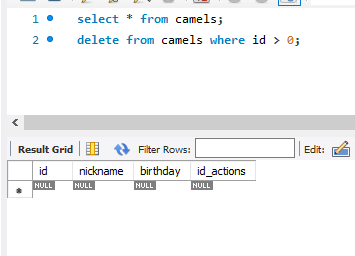 1 select * from camels;
2 delete from camels where id > 0;
Result Grid Filter Rows: Edit:
id nickname birthday id_actions
NULL NULL NULL NULL